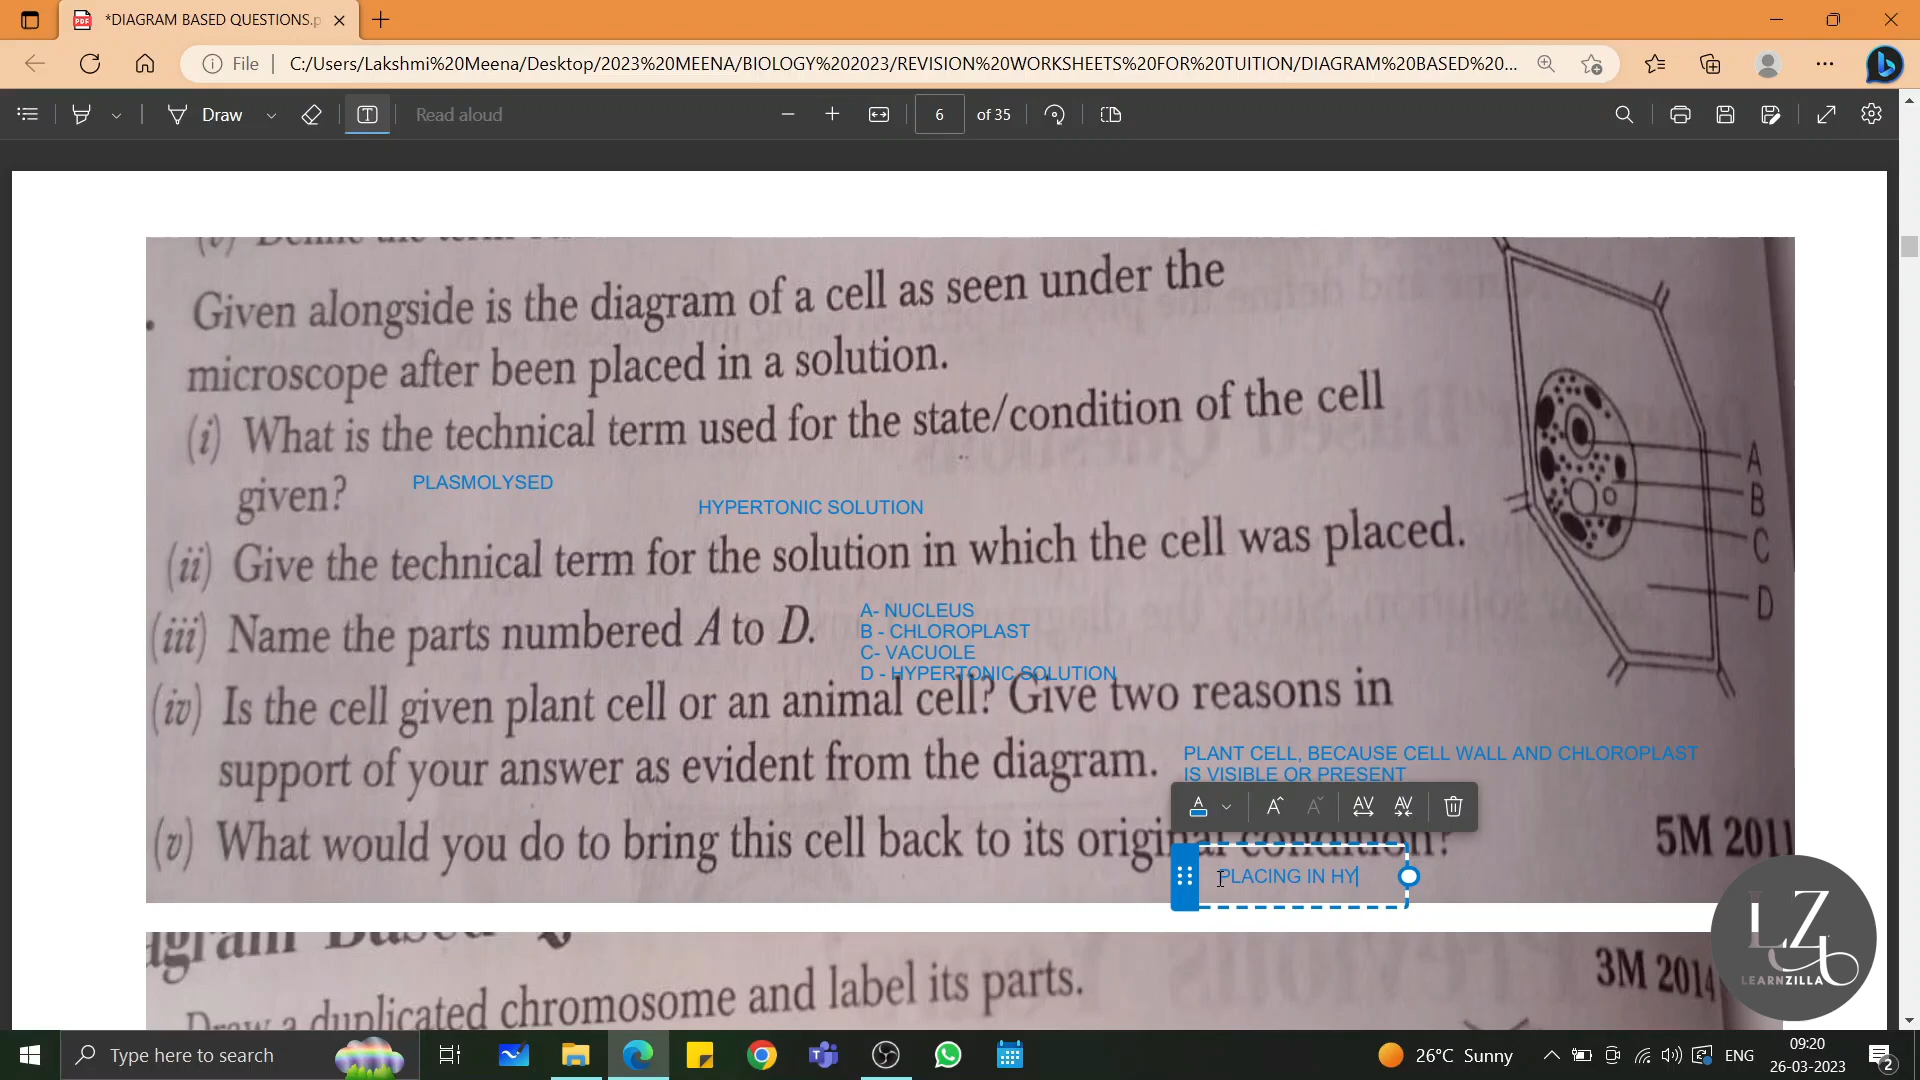 *DIAGRAM BASED QUESTIONS.p
File
C:/Users/Lakshmi%20Meena/Desktop/2023%20MEENA/BIOLOGY%202023/REVISION%20WORKSHEETS%20FOR%20TUITION/DIAGRAM%20BASED%20...
Draw
Read aloud
6 of 35
Given alongside is the diagram of a cell as seen under the
microscope after been placed in a solution.
(i) What is the technical term used for the state/condition of the cell
given?
PLASMOLYSED
HYPERTONIC SOLUTION
(ii) Give the technical term for the solution in which the cell was placed.
(iii) Name the parts numbered A to D.
A- NUCLEUS
B - CHLOROPLAST
C- VACUOLE
D - HYPERTONIC SOLUTION
(iv) Is the cell given plant cell or an animal cell? Give two reasons in
support of your answer as evident from the diagram.
PLANT CELL, BECAUSE CELL WALL AND CHLOROPLAST
IS VISIBLE OR PRESENT
(v) What would you do to bring this cell back to its original condition?
5M 2011
PLACING IN HY
A
B
C
D
3M 2014
Draw a duplicated chromosome and label its parts.
LZ
LEARNZILLA
Type here to search
26°C Sunny
ENG
09:20
26-03-2023
2